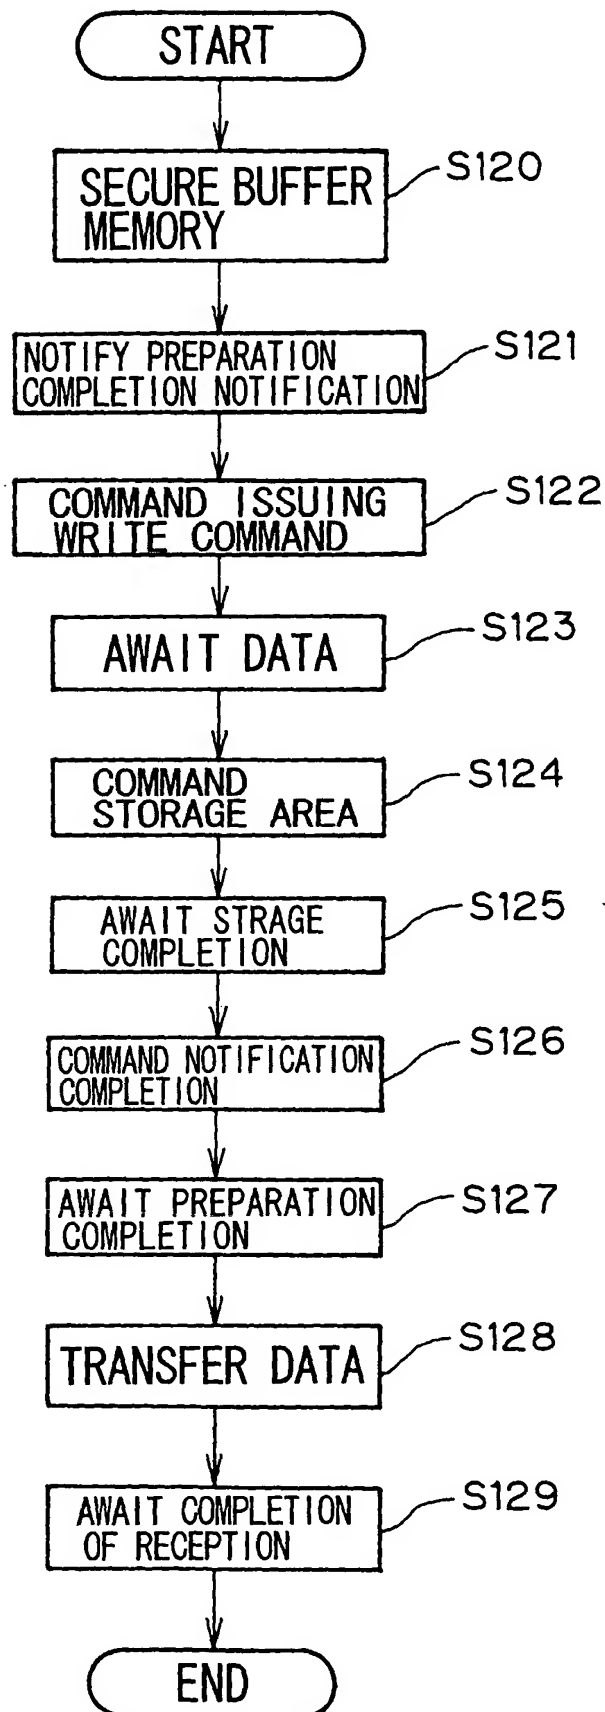 START
SECURE BUFFER
MEMORY
S120
NOTIFY PREPARATION
COMPLETION NOTIFICATION
S121
COMMAND ISSUING
WRITE COMMAND
S122
AWAIT DATA
S123
COMMAND
STORAGE AREA
S124
AWAIT STRAGE
COMPLETION
S125
COMMAND NOTIFICATION
COMPLETION
S126
AWAIT PREPARATION
COMPLETION
S127
TRANSFER DATA
S128
AWAIT COMPLETION
OF RECEPTION
S129
END